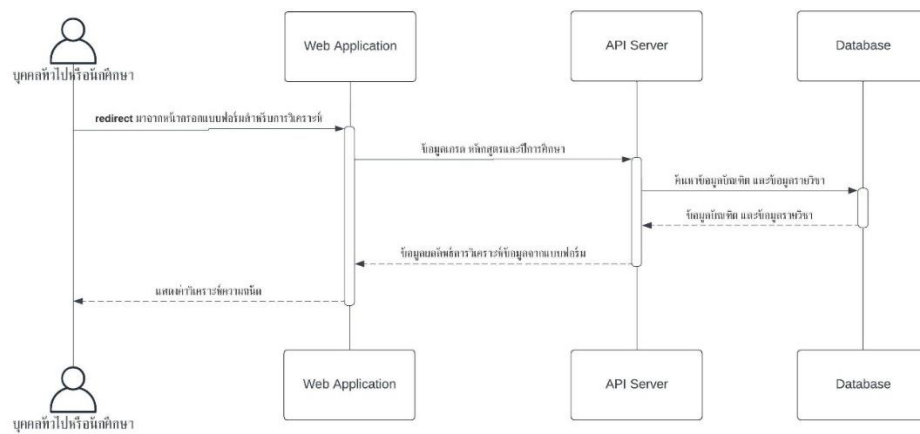 Web Application
API Server
Database
บุคคลทั่วไปหรือนักศึกษา
redirect มาจากหน้ากรอกแบบฟอร์มสำหรับการวิเคราะห์
ข้อมูลเกรด หลักสูตรและปีการศึกษา
ค้นหาข้อมูลบัณฑิต และข้อมูลรายวิชา
ข้อมูลบัณฑิต และข้อมูลรายวิชา
ข้อมูลผลลัพธ์การวิเคราะห์ข้อมูลจากแบบฟอร์ม
แสดงค่าวิเคราะห์ความถนัด
Web Application
API Server
Database
บุคคลทั่วไปหรือนักศึกษา